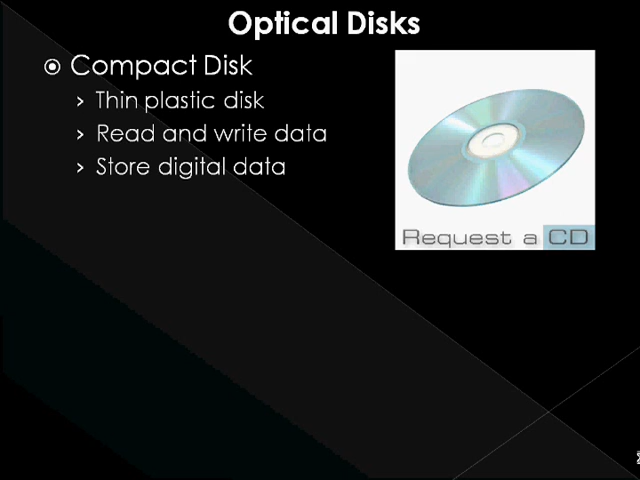 Optical Disks
Compact Disk
Thin plastic disk
Read and write data
Store digital data
Request a CD